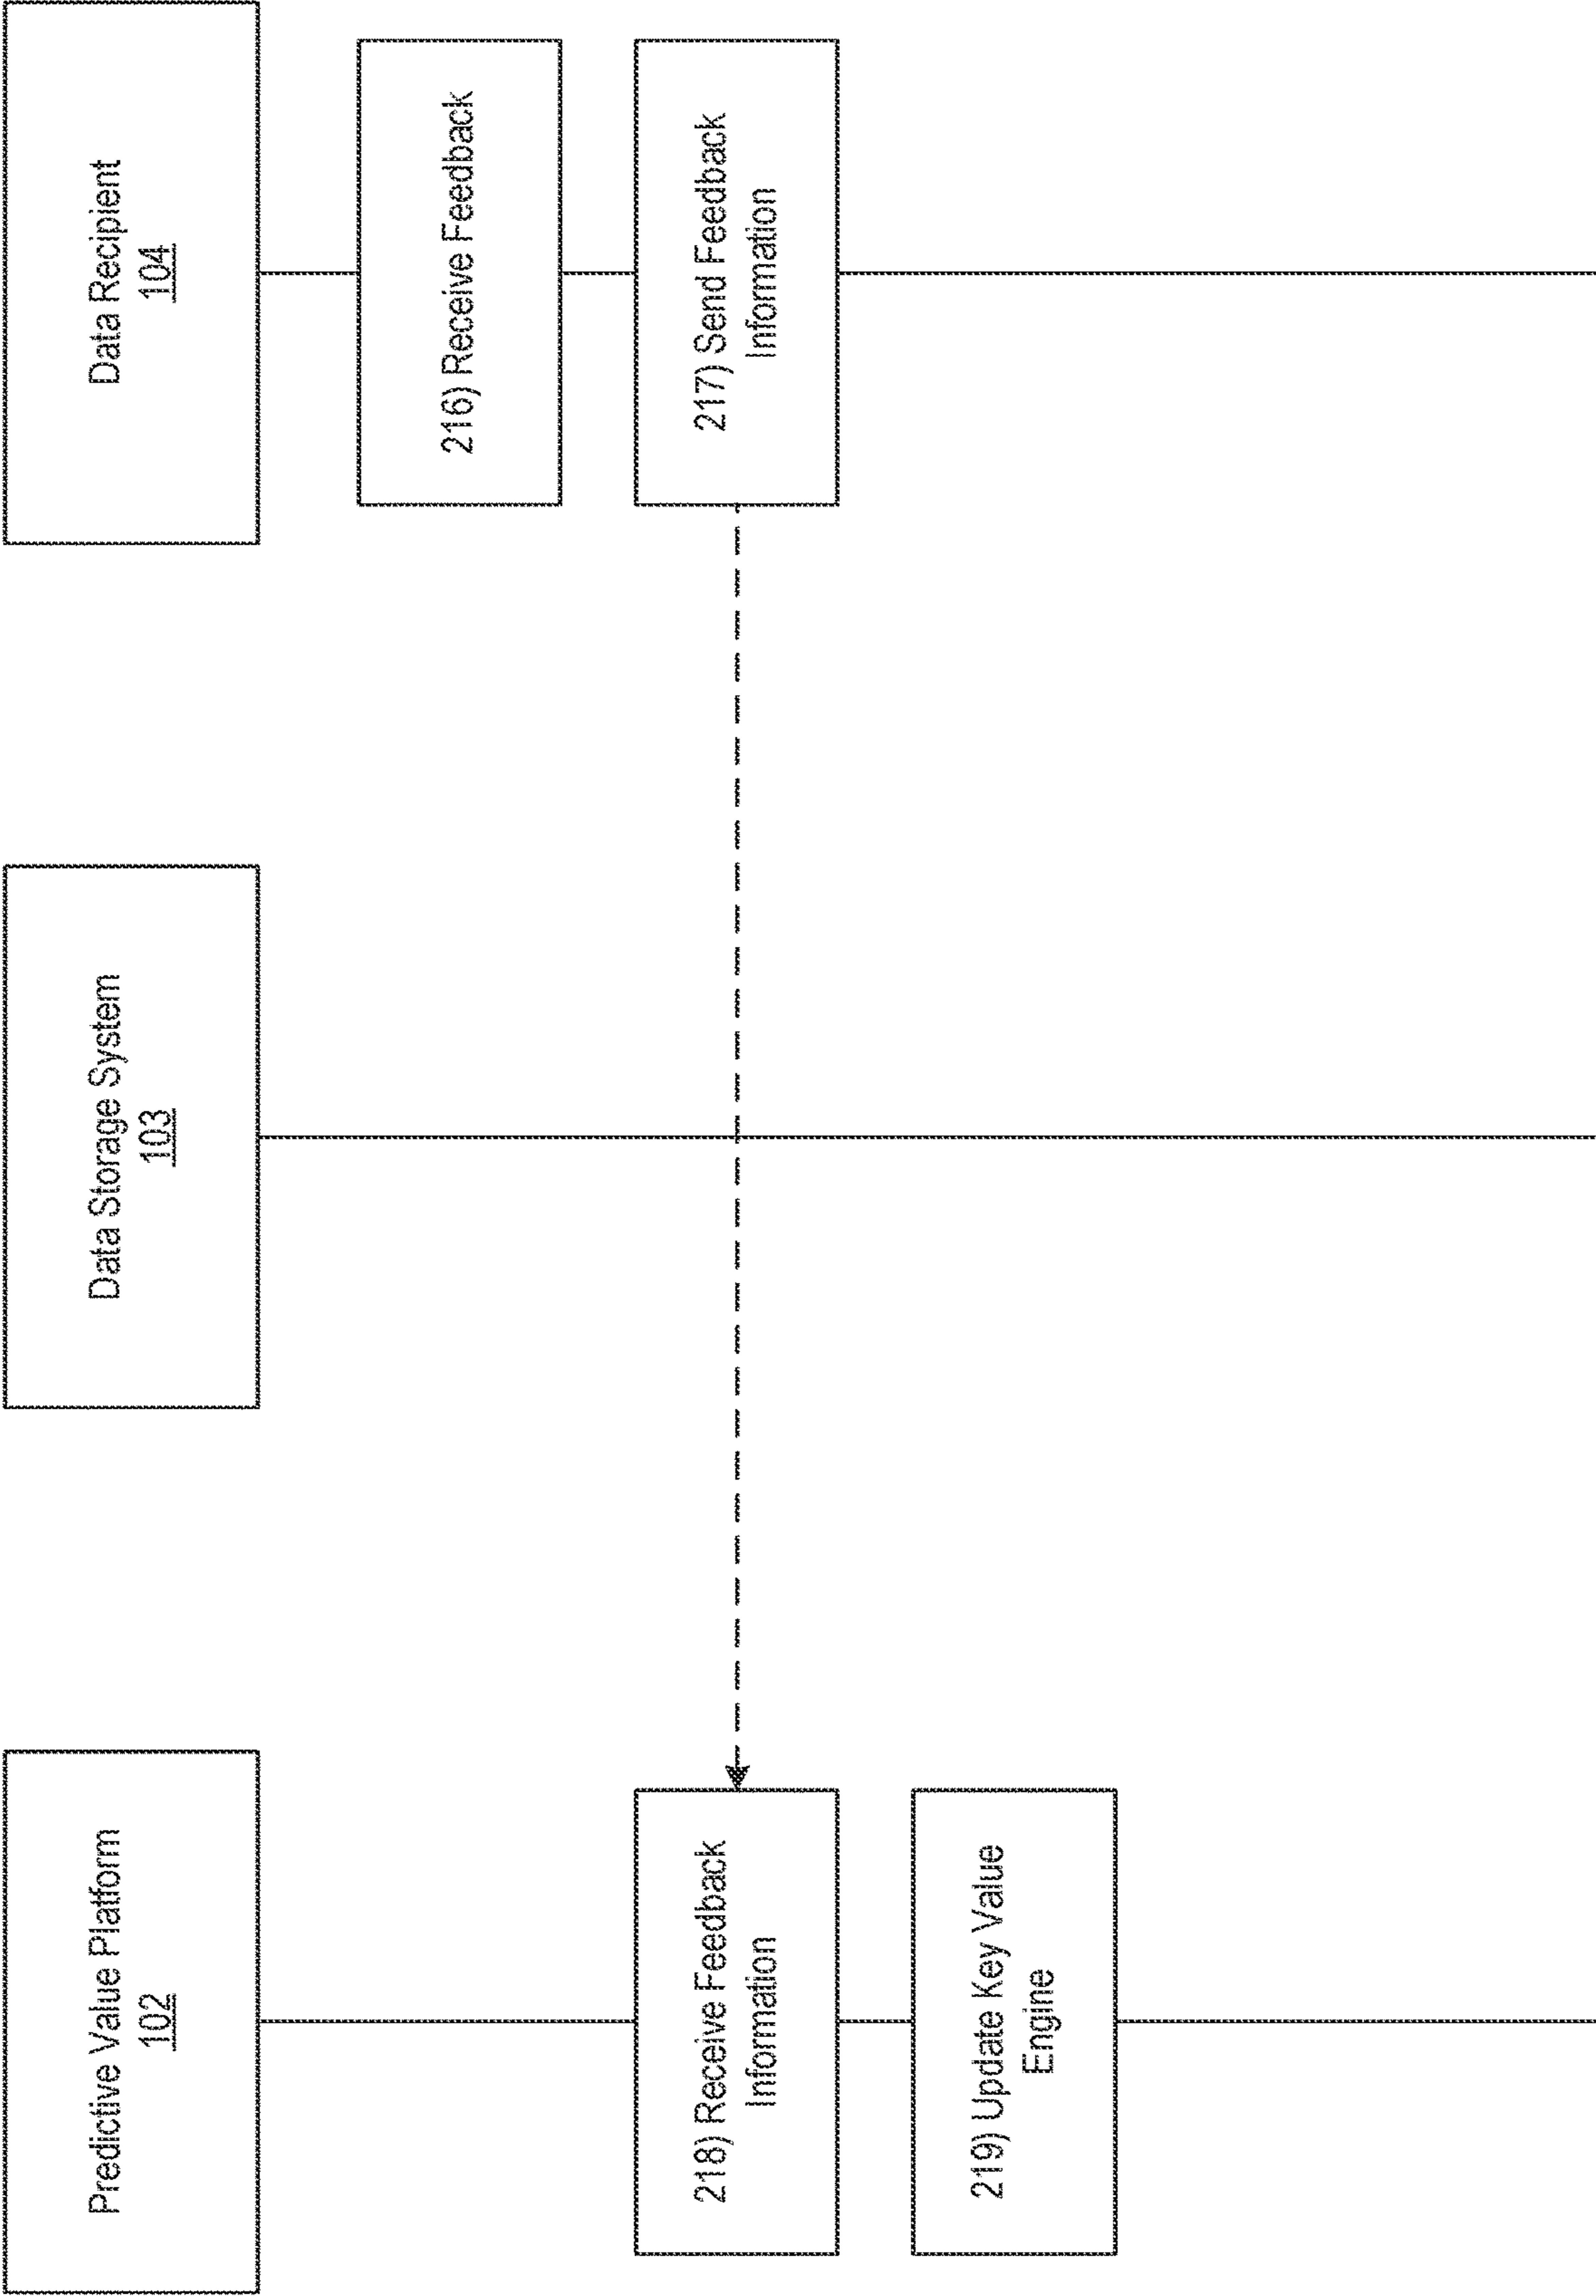 Predictive Value Platform
102
Data Storage System
103
Data Recipient
104
216) Receive Feedback
218) Receive Feedback
Information
217) Send Feedback
Information
219) Update Key Value
Engine